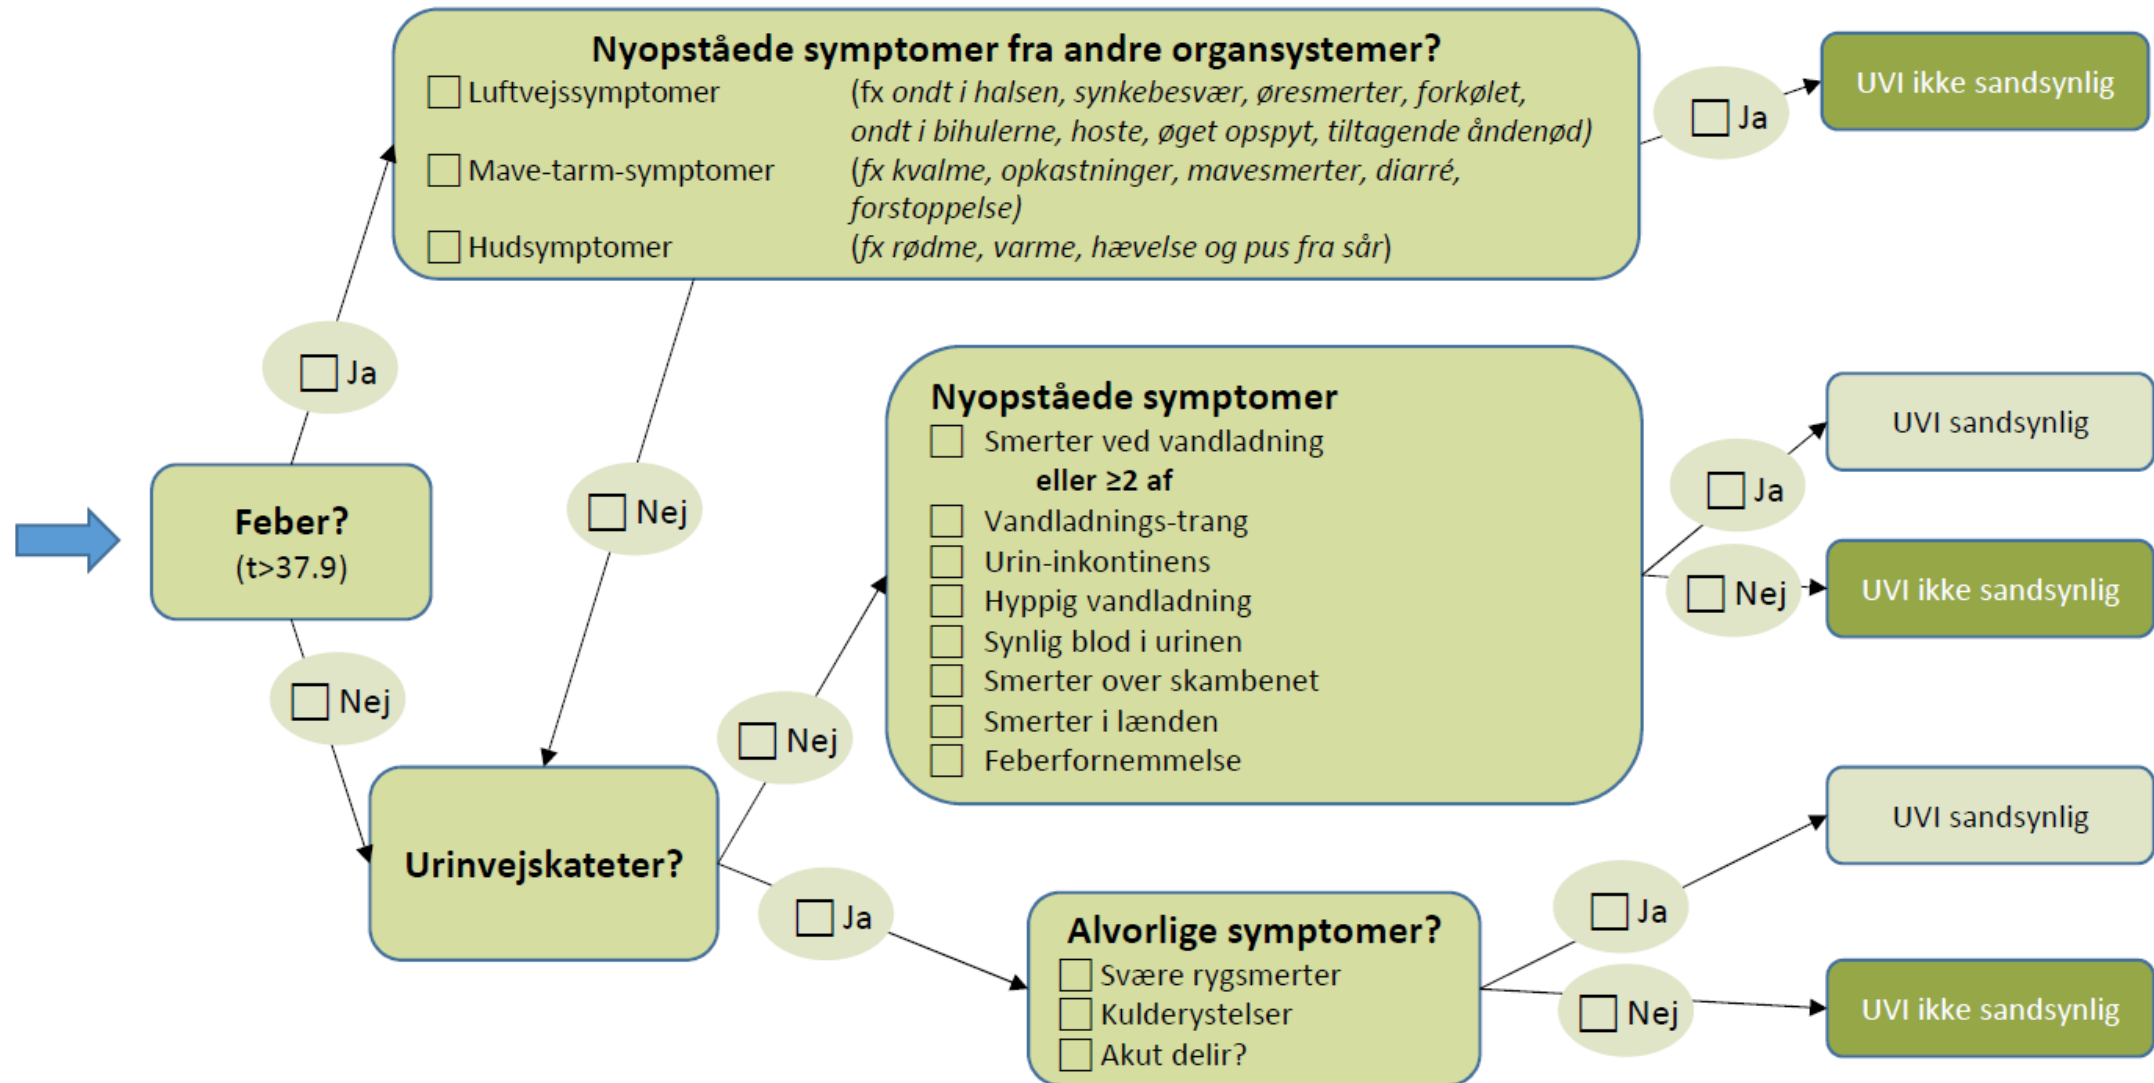 Nyopståede symptomer fra andre organsystemer?
Luftvejssymptomer (fx ondt i halsen, synkebesvær, øresmerter, forkølet,
ondt i bihulerne, hoste, øget opspyt, tiltagende åndenød)
Mave-tarm-symptomer (fx kvalme, opkastninger, mavesmerter, diarré,
forstoppelse)
Hudsymptomer (fx rødme, varme, hævelse og pus fra sår)
Ja
UVI ikke sandsynlig
Ja
Nej
Feber?
(t>37.9)
Nej
Nyopståede symptomer
Smerter ved vandladning
eller ≥2 af
Vandladnings-trang
Urin-inkontinens
Hyppig vandladning
Synlig blod i urinen
Smerter over skambenet
Smerter i lænden
Feberfornemmelse
Ja
UVI sandsynlig
Nej
UVI ikke sandsynlig
Nej
Urinvejskateter?
Ja
Alvorlige symptomer?
Svære rygsmerter
Kulderystelser
Akut delir?
Ja
UVI sandsynlig
Nej
UVI ikke sandsynlig